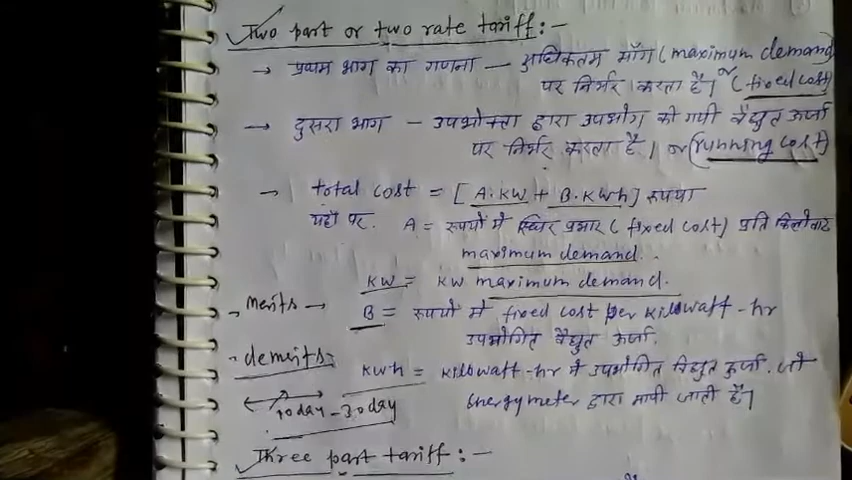 Two part or two rate tariff:-
→ प्रथम भाग का गणना — अधिकतम माँग (maximum demand)
पर निर्भर करता है। or (fixed cost)
→ दुसरा भाग - उपभोक्ता द्वारा उपभोग की गयी वैद्युत ऊर्जा
पर निर्भर करता है। or (running cost)
→ total cost = [A.KW + B.KWh] रुपया
यहाँ पर. A = रुपयो मे स्थिर प्रभार (fixed cost) प्रति किलोवाट
maximum demand.
KW = KW maximum demand.
→ merits →
B = रुपयो मे fixed cost per kilowatt-hr
उपभोगित वैद्युत ऊर्जा.
→ demerits:-
KWh = kilowatt-hr मे उपभोगित विद्युत ऊर्जा. जो
energymeter द्वारा मापी जाती है।
10 day - 30 day
Three part tariff:-